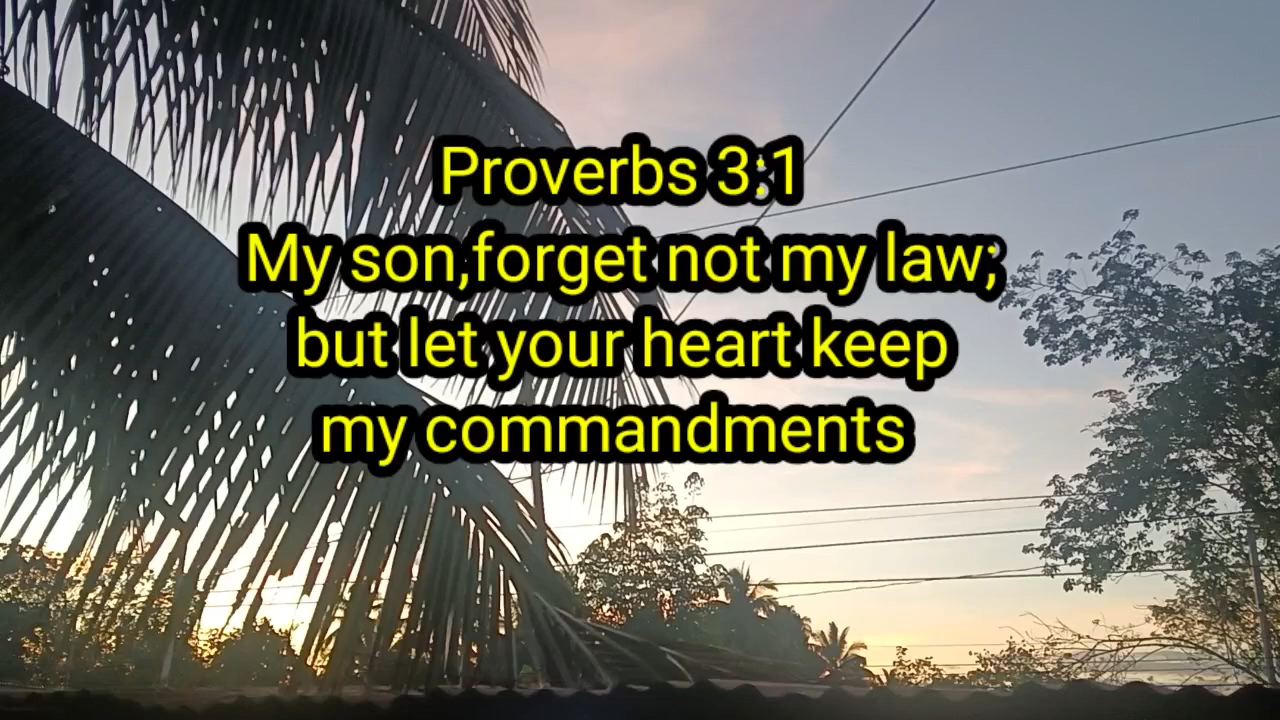 Proverbs 3:1
My son,forget not my law;
but let your heart keep
my commandments